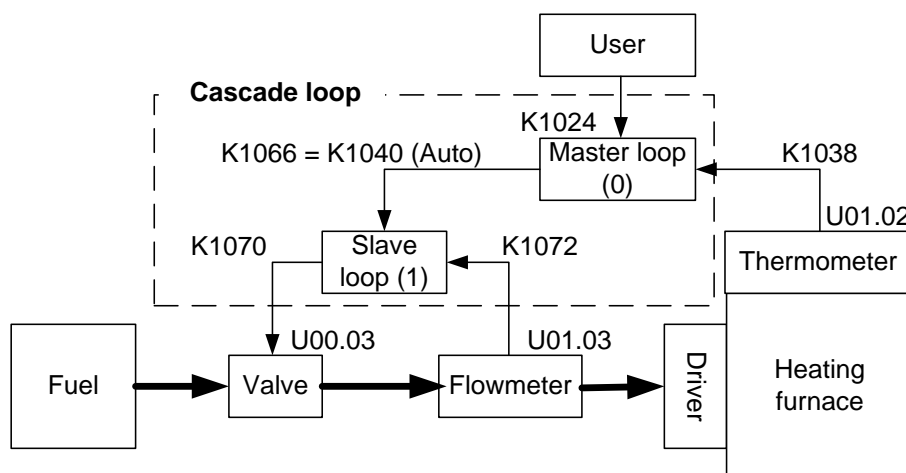 User
Cascade loop
K1024
K1066 = K1040 (Auto)
Master loop
(0)
K1038
U01.02
K1070
Slave
loop (1)
K1072
Thermometer
U00.03
U01.03
Fuel
Valve
Flowmeter
Driver
Heating
furnace